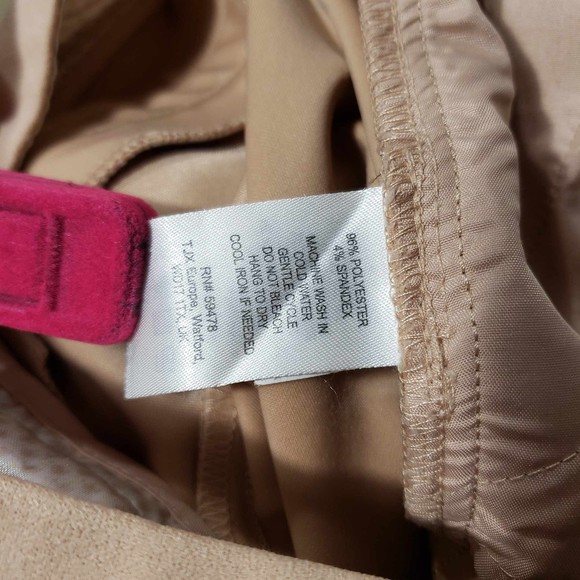 96% POLYESTER
4% SPANDEX
MACHINE WASH IN
COLD WATER
GENTLE CYCLE
DO NOT BLEACH
HANG TO DRY
COOL IRON IF NEEDED
RN# 59478
TJX Europe, Watford,
WD17 1TX, UK